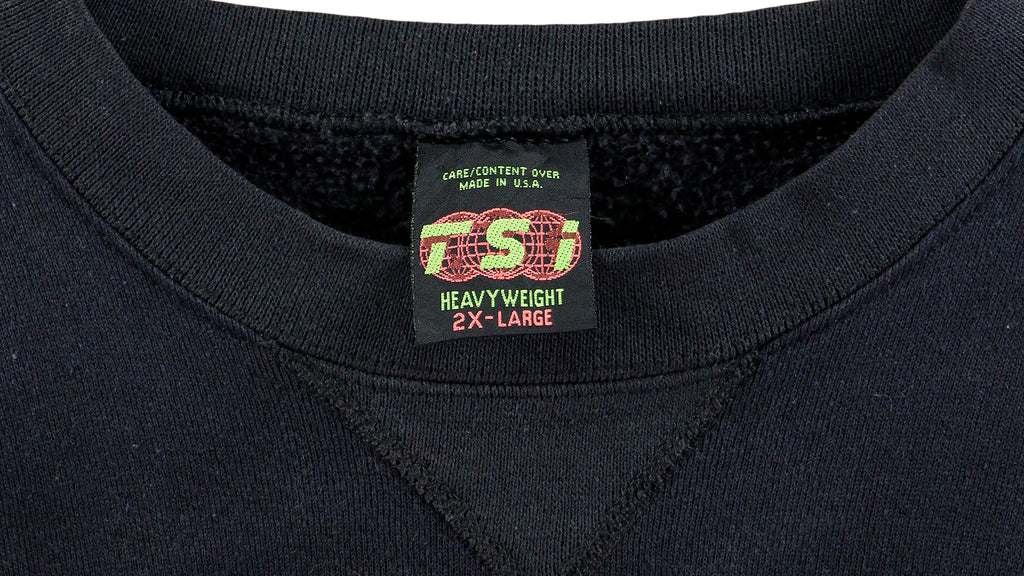 CARE/CONTENT OVER
MADE IN U.S.A.
TSi
HEAVYWEIGHT
2X-LARGE